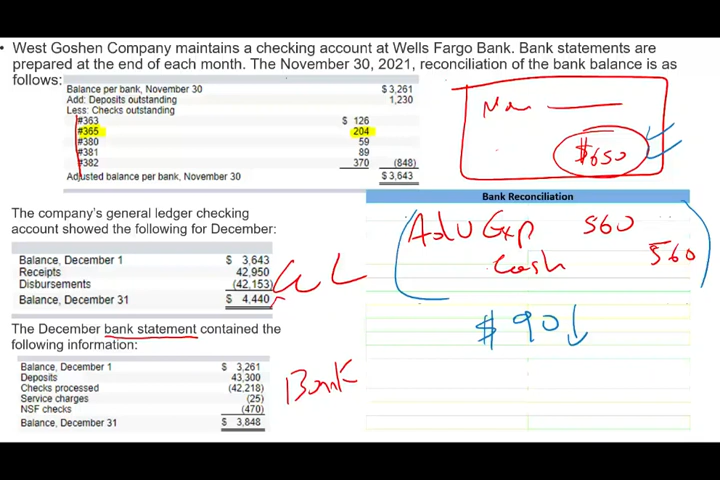 • West Goshen Company maintains a checking account at Wells Fargo Bank. Bank statements are
prepared at the end of each month. The November 30, 2021, reconciliation of the bank balance is as
follows:
Balance per bank, November 30 $ 3,261
Add: Deposits outstanding 1,230
Less: Checks outstanding
#363 $ 126
#365 204
#380 59
#381 89
#382 370 (848)
Adjusted balance per bank, November 30 $ 3,643
$650
Bank Reconciliation
Adv Exp 560
Cash 560
$ 90
The company's general ledger checking
account showed the following for December:
Balance, December 1 $ 3,643
Receipts 42,950
Disbursements (42,153)
Balance, December 31 $ 4,440
GL
The December bank statement contained the
following information:
Balance, December 1 $ 3,261
Deposits 43,300
Checks processed (42,218)
Service charges (25)
NSF checks (470)
Balance, December 31 $ 3,848
Bank